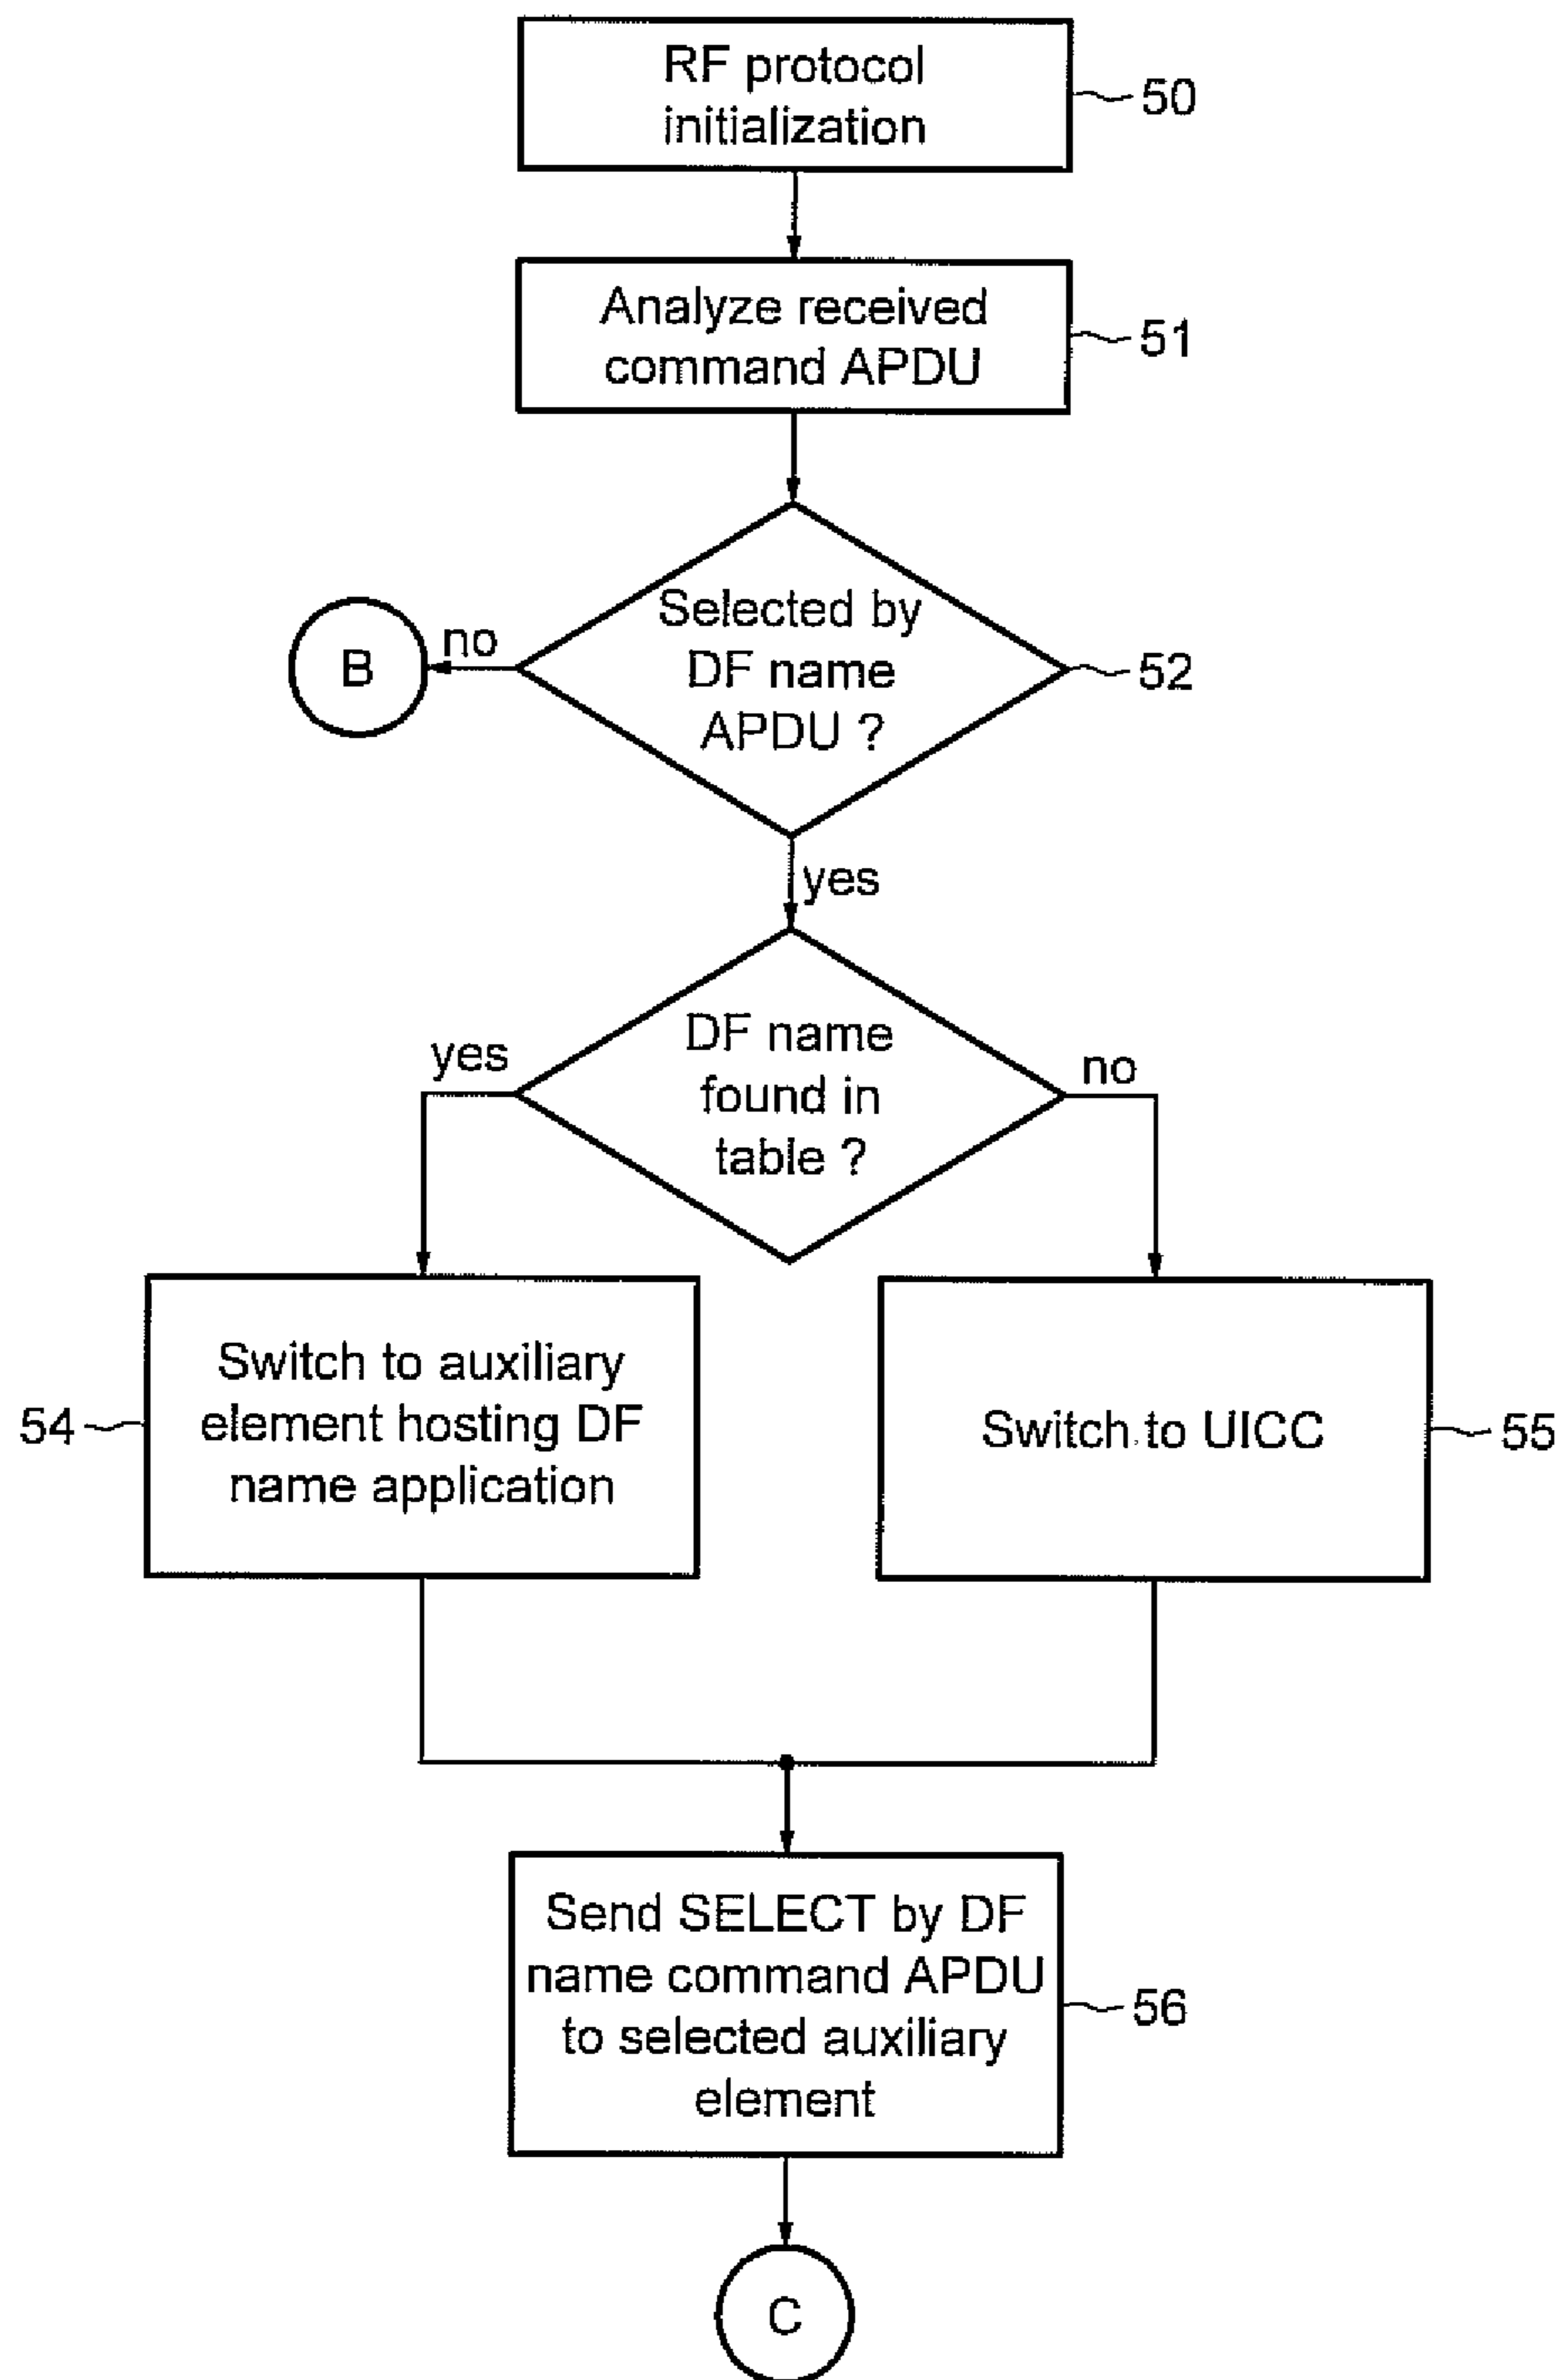 RF protocol
initialization
50
Analyze received
command APDU
51
Selected by
DF name
APDU ?
52
no
B
yes
DF name
found in
table ?
yes
no
Switch to auxiliary
element hosting DF
name application
54
Switch to UICC
55
Send SELECT by DF
name command APDU
to selected auxiliary
element
56
C